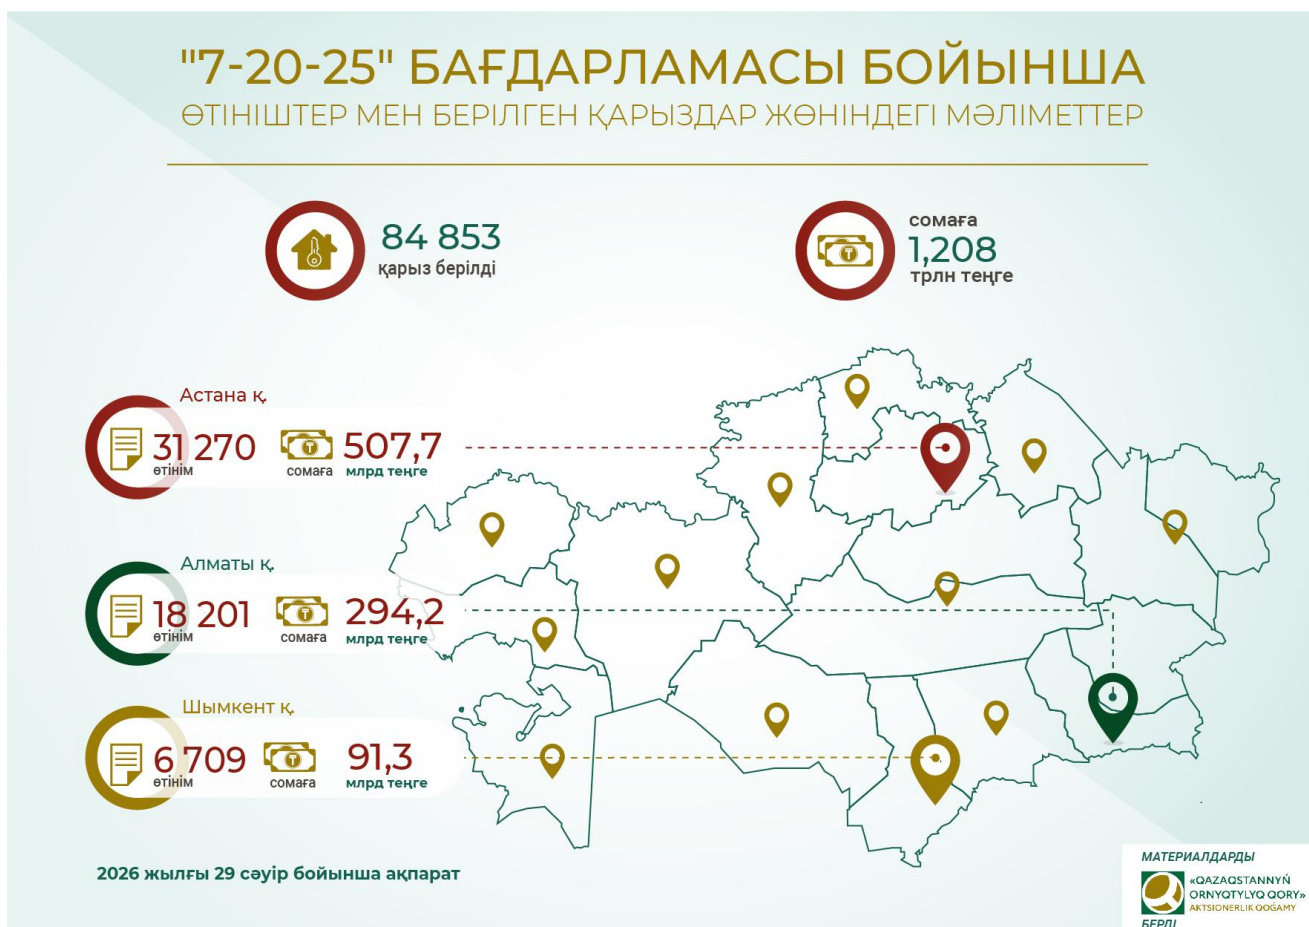 "7-20-25" БАҒДАРЛАМАСЫ БОЙЫНША
ӨТІНІШТЕР МЕН БЕРІЛГЕН ҚАРЫЗДАР ЖӨНІНДЕГІ МӘЛІМЕТТЕР
84 853
қарыз берілді
сомаға
1,208
трлн теңге
Астана қ.
31 270
өтінім
сомаға
507,7
млрд теңге
Алматы қ.
18 201
өтінім
сомаға
294,2
млрд теңге
Шымкент қ.
6 709
өтінім
сомаға
91,3
млрд теңге
2026 жылғы 29 сәуір бойынша ақпарат
МАТЕРИАЛДАРДЫ
«QAZAQSTANNYŃ
ORNYQTYLYQ QORY»
AKTSIONERLIK QOǴAMY
БЕРДІ